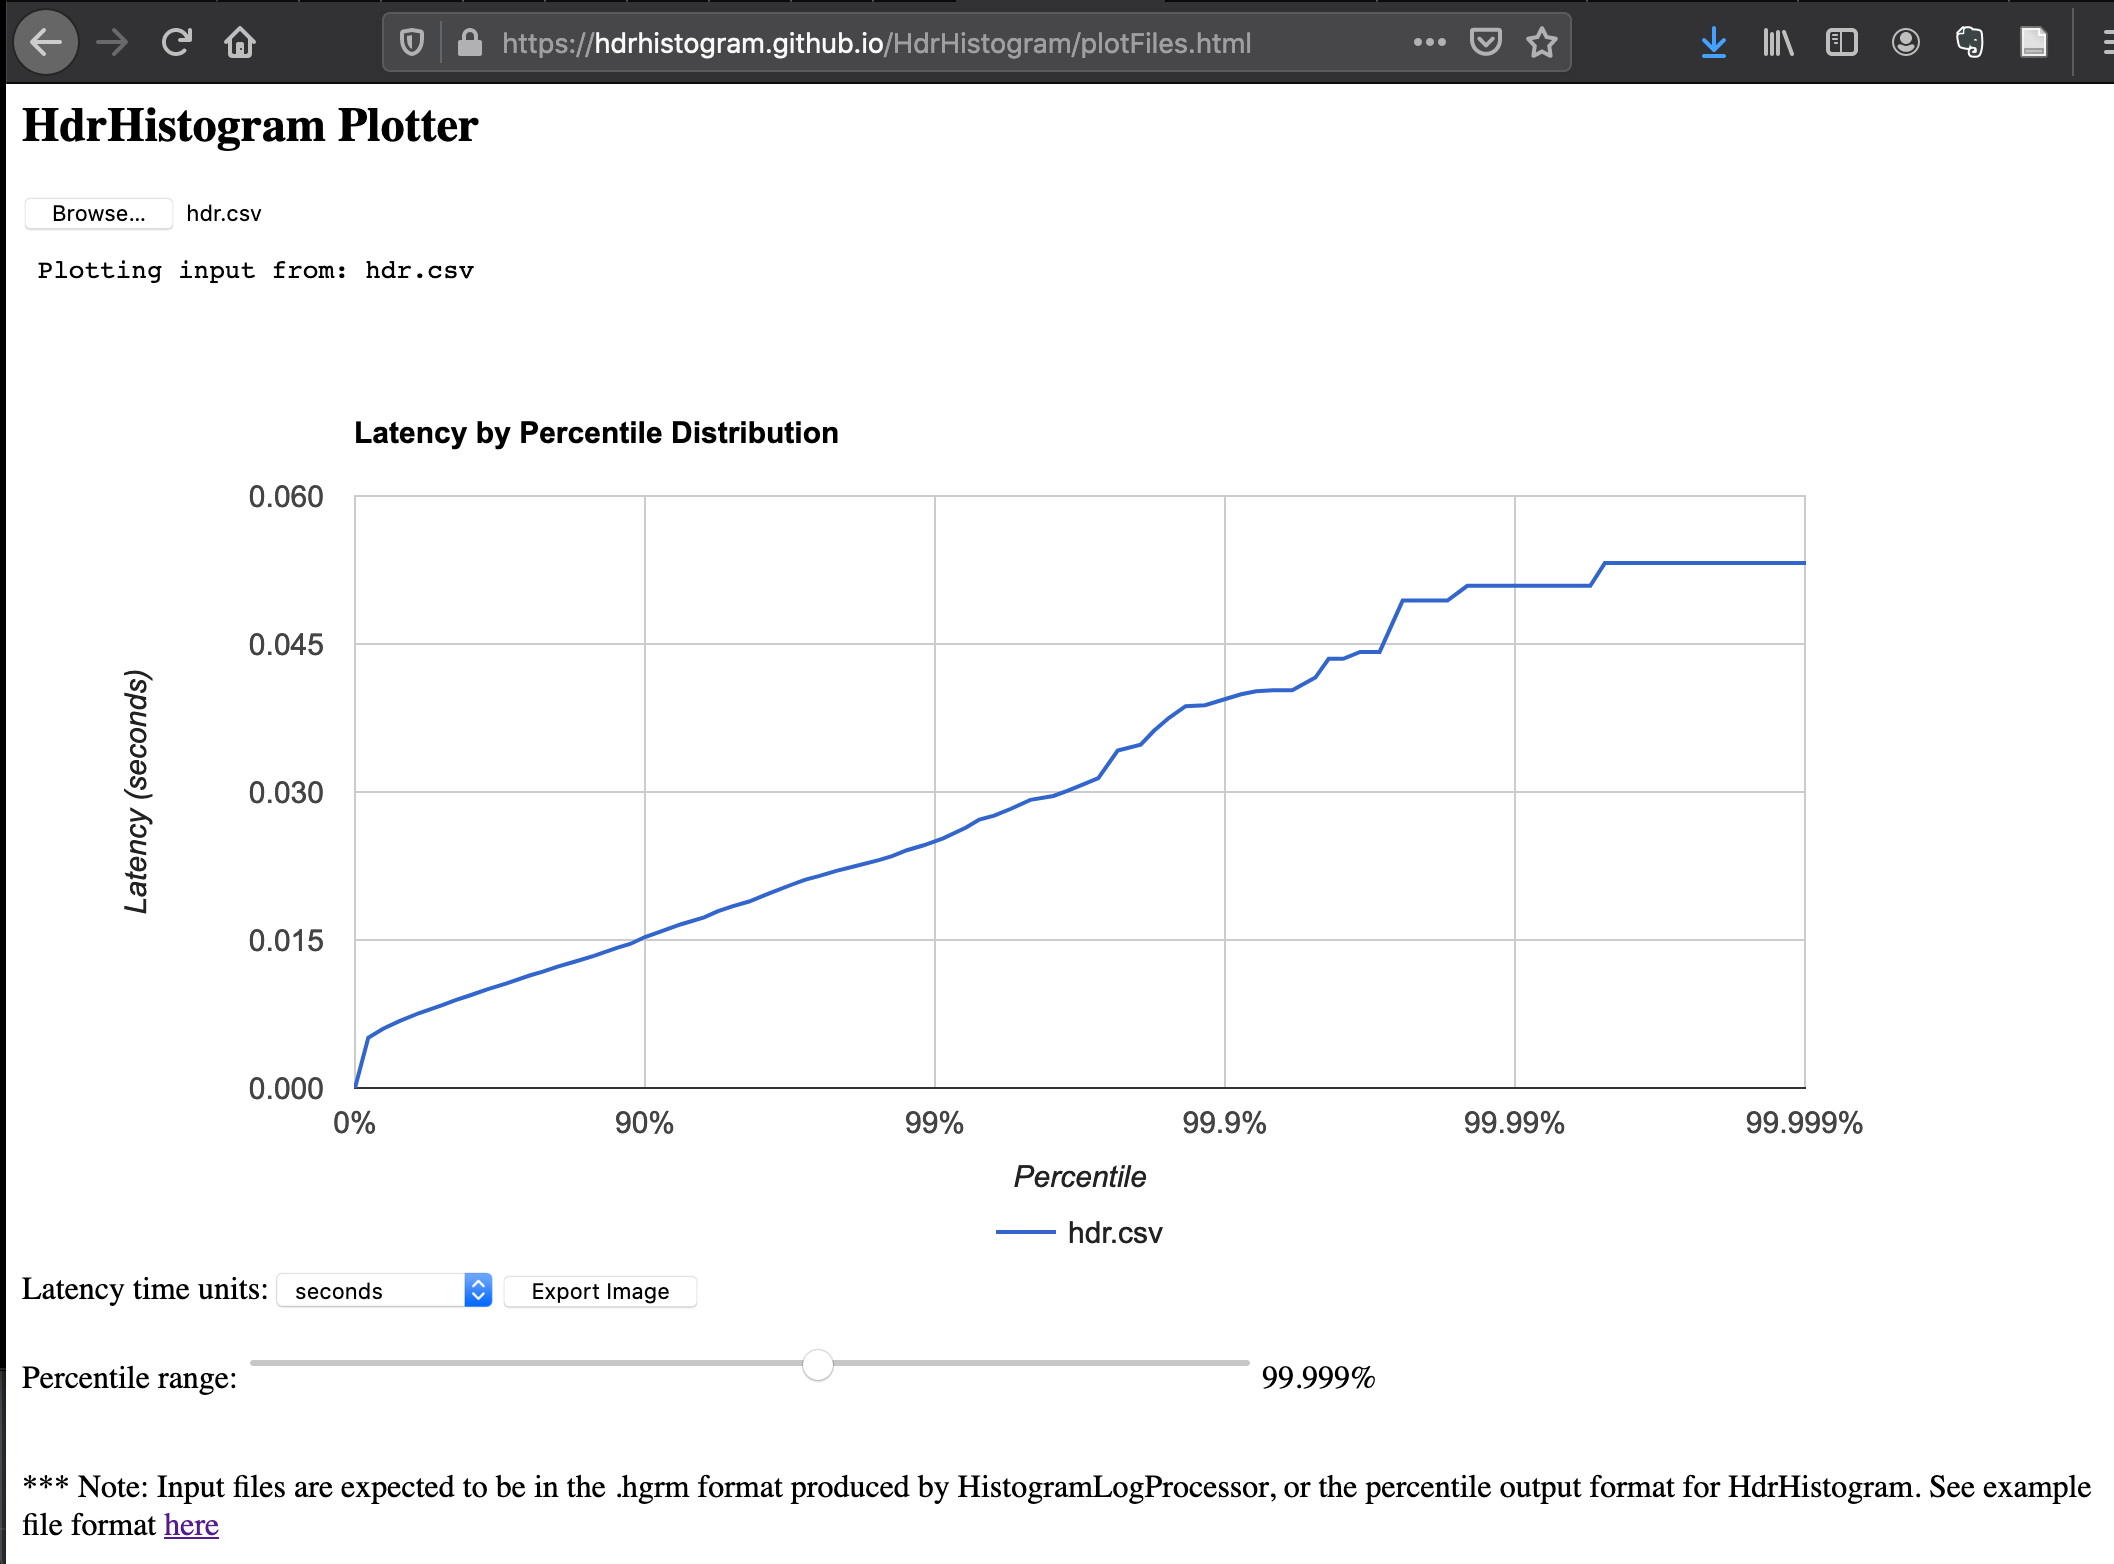 https://hdrhistogram.github.io/HdrHistogram/plotFiles.html
HdrHistogram Plotter
Browse... hdr.csv
Plotting input from: hdr.csv
Latency by Percentile Distribution
0.060
0.045
0.030
0.015
0.000
Latency (seconds)
0% 90% 99% 99.9% 99.99% 99.999%
Percentile
hdr.csv
Latency time units: seconds Export Image
Percentile range: 99.999%
*** Note: Input files are expected to be in the .hgrm format produced by HistogramLogProcessor, or the percentile output format for HdrHistogram. See example
file format here